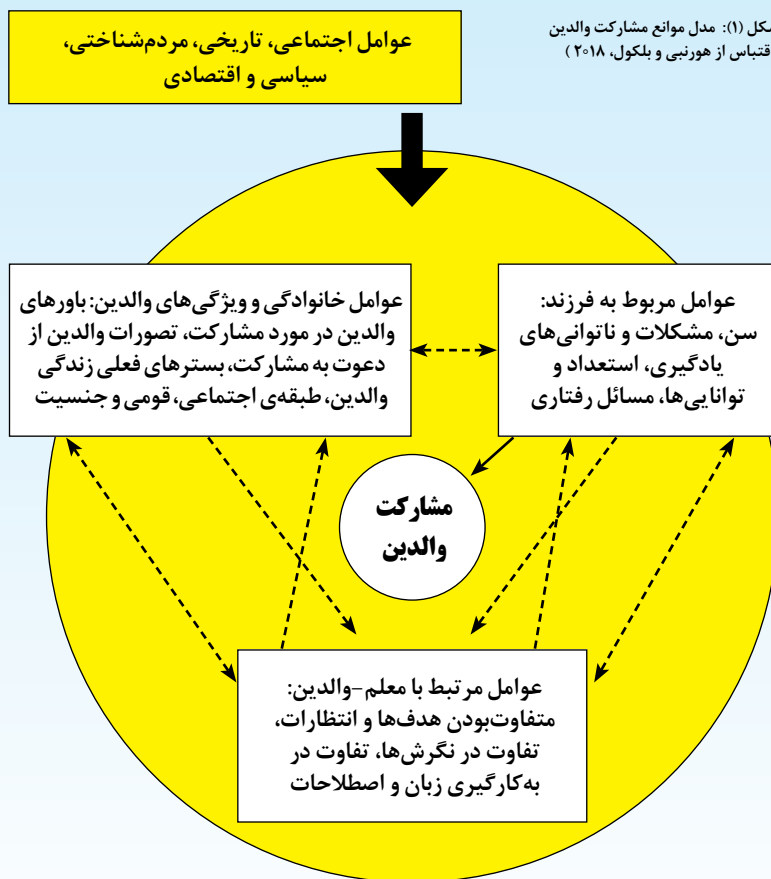 شکل (۱): مدل موانع مشارکت والدین
قتباس از هورنبی و بلکول، ۲۰۱۸ )
عوامل اجتماعی، تاریخی، مردم‌شناختی،
سیاسی و اقتصادی
عوامل مربوط به فرزند:
سن، مشکلات و ناتوانی‌های
یادگیری، استعداد و
توانایی‌ها، مسائل رفتاری
عوامل خانوادگی و ویژگی‌های والدین: باورهای
والدین در مورد مشارکت، تصورات والدین از
دعوت به مشارکت، بسترهای فعلی زندگی
والدین، طبقه‌ی اجتماعی، قومی و جنسیت
مشارکت
والدین
عوامل مرتبط با معلم-والدین:
متفاوت‌بودن هدف‌ها و انتظارات،
تفاوت در نگرش‌ها، تفاوت در
به‌کارگیری زبان و اصطلاحات